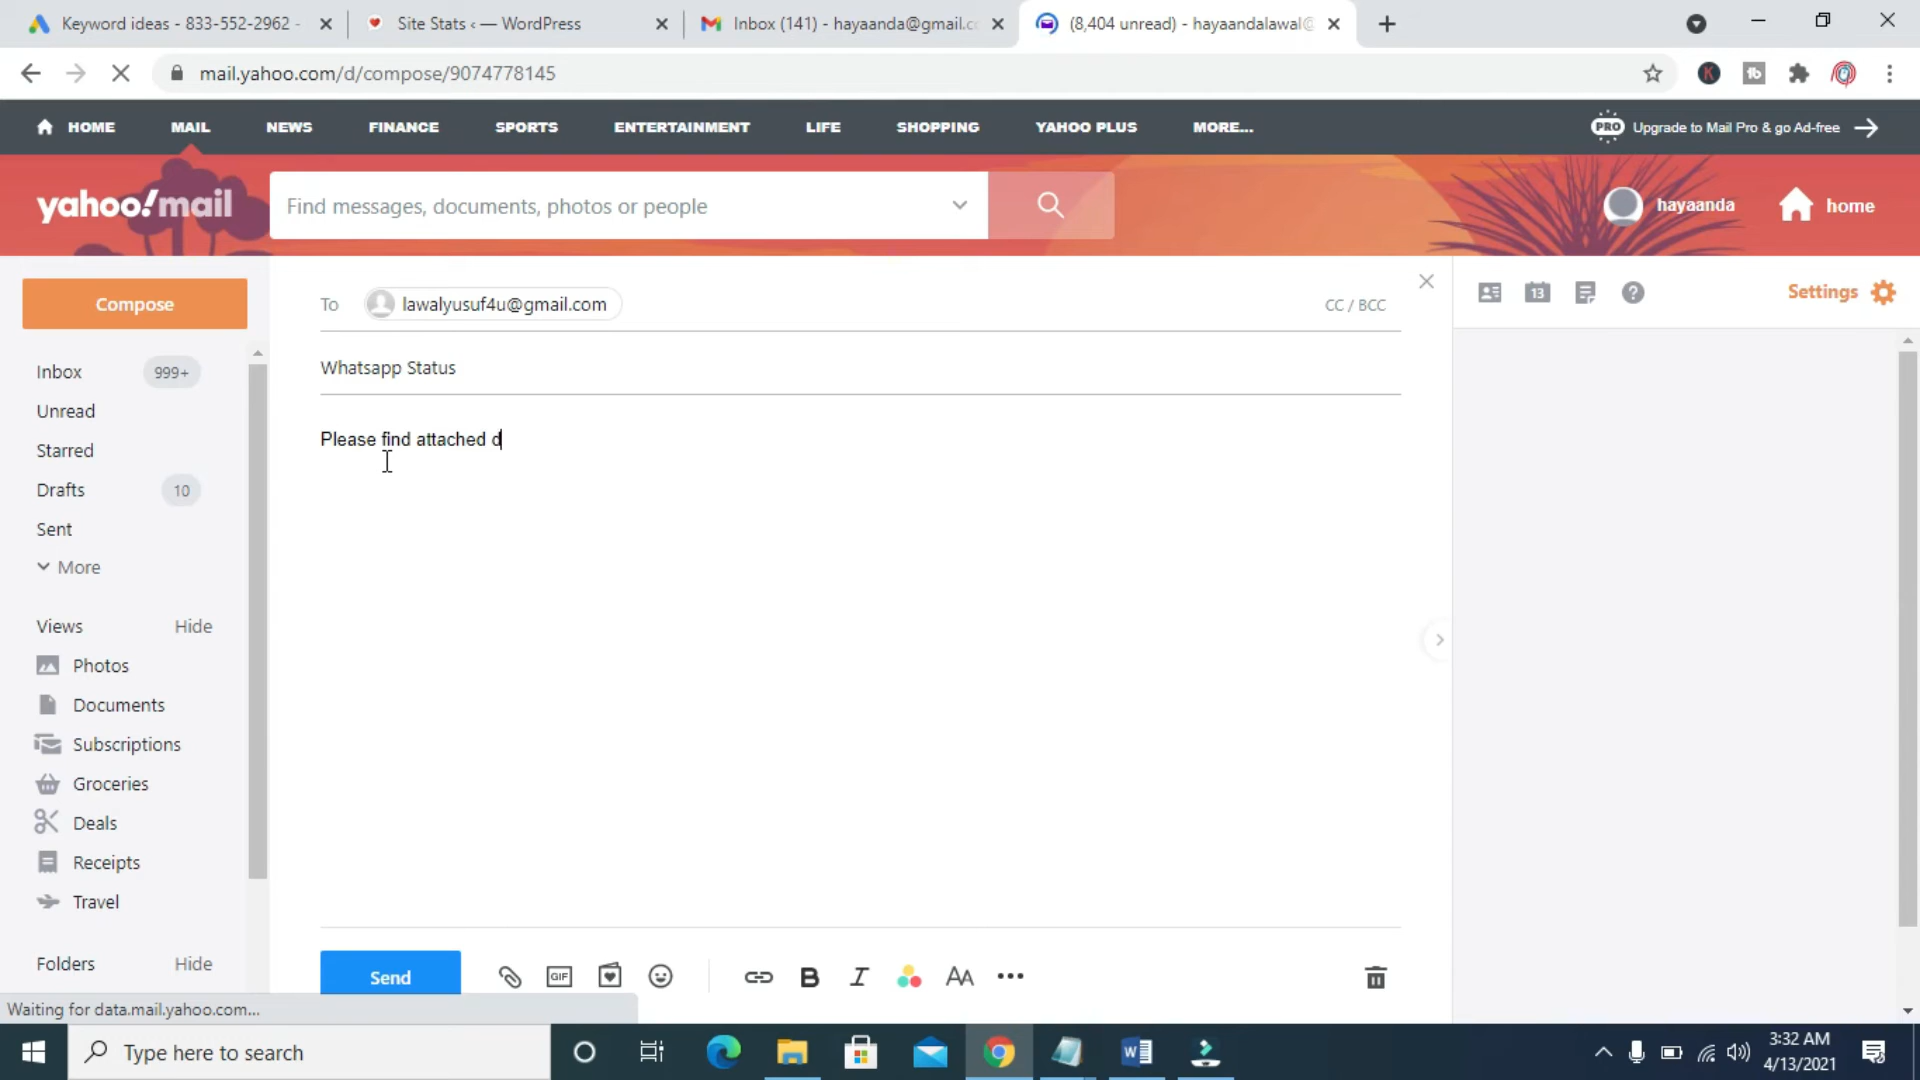 Keyword ideas - 833-552-2962 -
Site Stats ‹ — WordPress
Inbox (141) - hayaanda@gmail.c
(8,404 unread) - hayaandalawal@
mail.yahoo.com/d/compose/9074778145
HOME
MAIL
NEWS
FINANCE
SPORTS
ENTERTAINMENT
LIFE
SHOPPING
YAHOO PLUS
MORE...
PRO
Upgrade to Mail Pro & go Ad-free
yahoo!mail
Find messages, documents, photos or people
hayaanda
home
Compose
To
lawalyusuf4u@gmail.com
CC / BCC
13
Settings
Whatsapp Status
Please find attached d
Inbox
999+
Unread
Starred
Drafts
10
Sent
More
Views
Hide
Photos
Documents
Subscriptions
Groceries
Deals
Receipts
Travel
Folders
Hide
Send
GIF
Waiting for data.mail.yahoo.com...
Type here to search
3:32 AM
4/13/2021